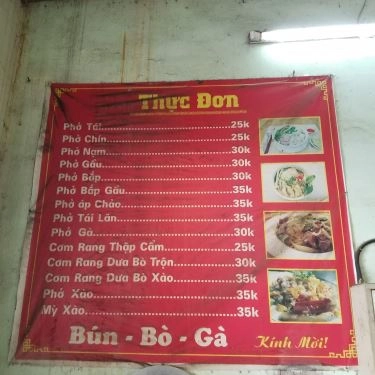 Thực Đơn
Phở Tái.............................25k
Phở Chín..........................25k
Phở Nạm..........................30k
Phở Gầu...........................30k
Phở Bắp...........................30k
Phở Bắp Gầu....................35k
Phở áp Chảo....................35k
Phở Tái Lăn.....................35k
Phở Gà............................30k
Cơm Rang Thập Cẩm............25k
Cơm Rang Dưa Bò Trộn.........30k
Cơm Rang Dưa Bò Xào..........35k
Phở Xào...........................35k
Mỳ Xào............................35k
Bún - Bò - Gà
Kính Mời!